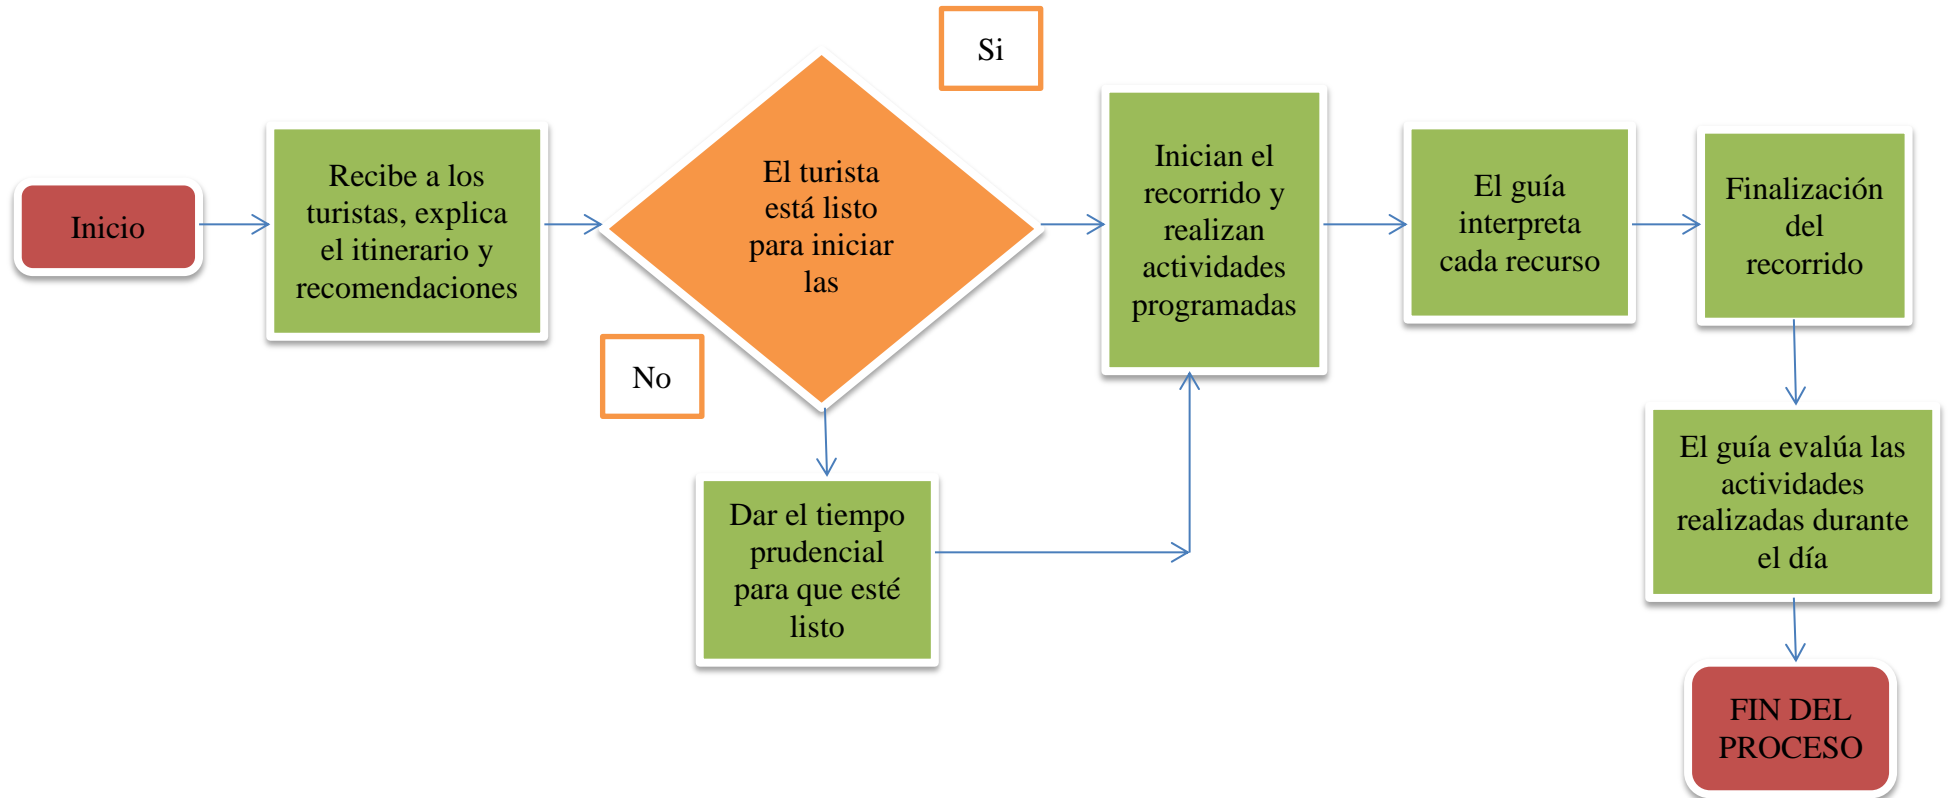 Inicio
Recibe a los
turistas, explica
el itinerario y
recomendaciones
El turista
está listo
para iniciar
las
Si
No
Dar el tiempo
prudencial
para que esté
listo
Inician el
recorrido y
realizan
actividades
programadas
El guía
interpreta
cada recurso
Finalización
del
recorrido
El guía evalúa las
actividades
realizadas durante
el día
FIN DEL
PROCESO